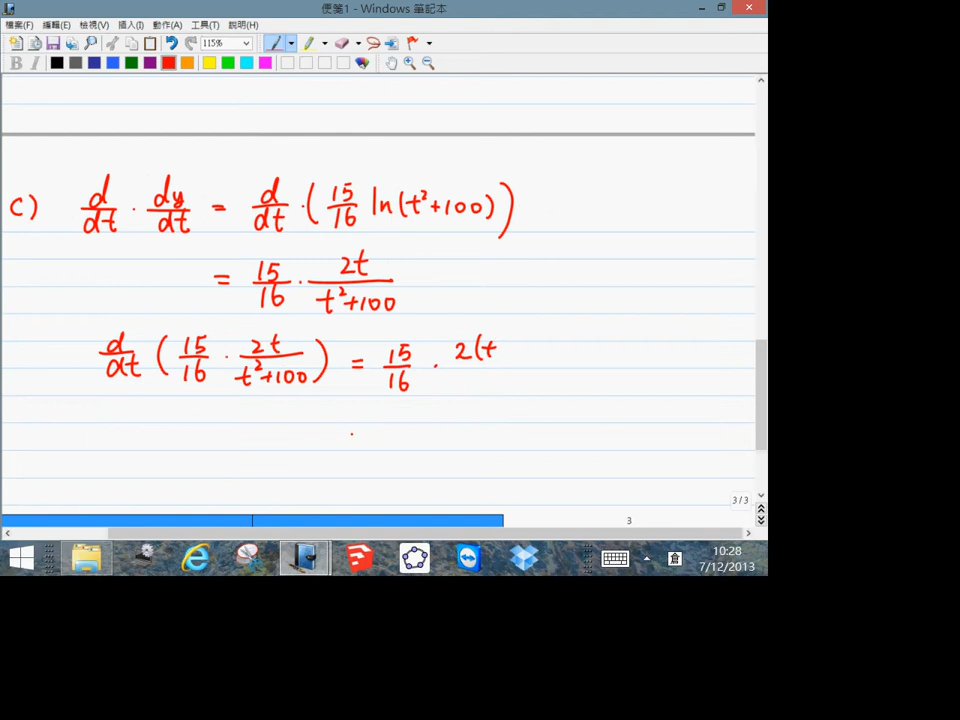 便箋1 - Windows 筆記本
檔案(F) 編輯(E) 檢視(V) 插入(I) 動作(A) 工具(T) 說明(H)
115%
B I
c) d/dt · dy/dt = d/dt · ( 15/16 ln(t²+100) )
= 15/16 · 2t/(t²+100)
d/dt ( 15/16 · 2t/(t²+100) ) = 15/16 · 2(t
3/3
3
倉
10:28
7/12/2013